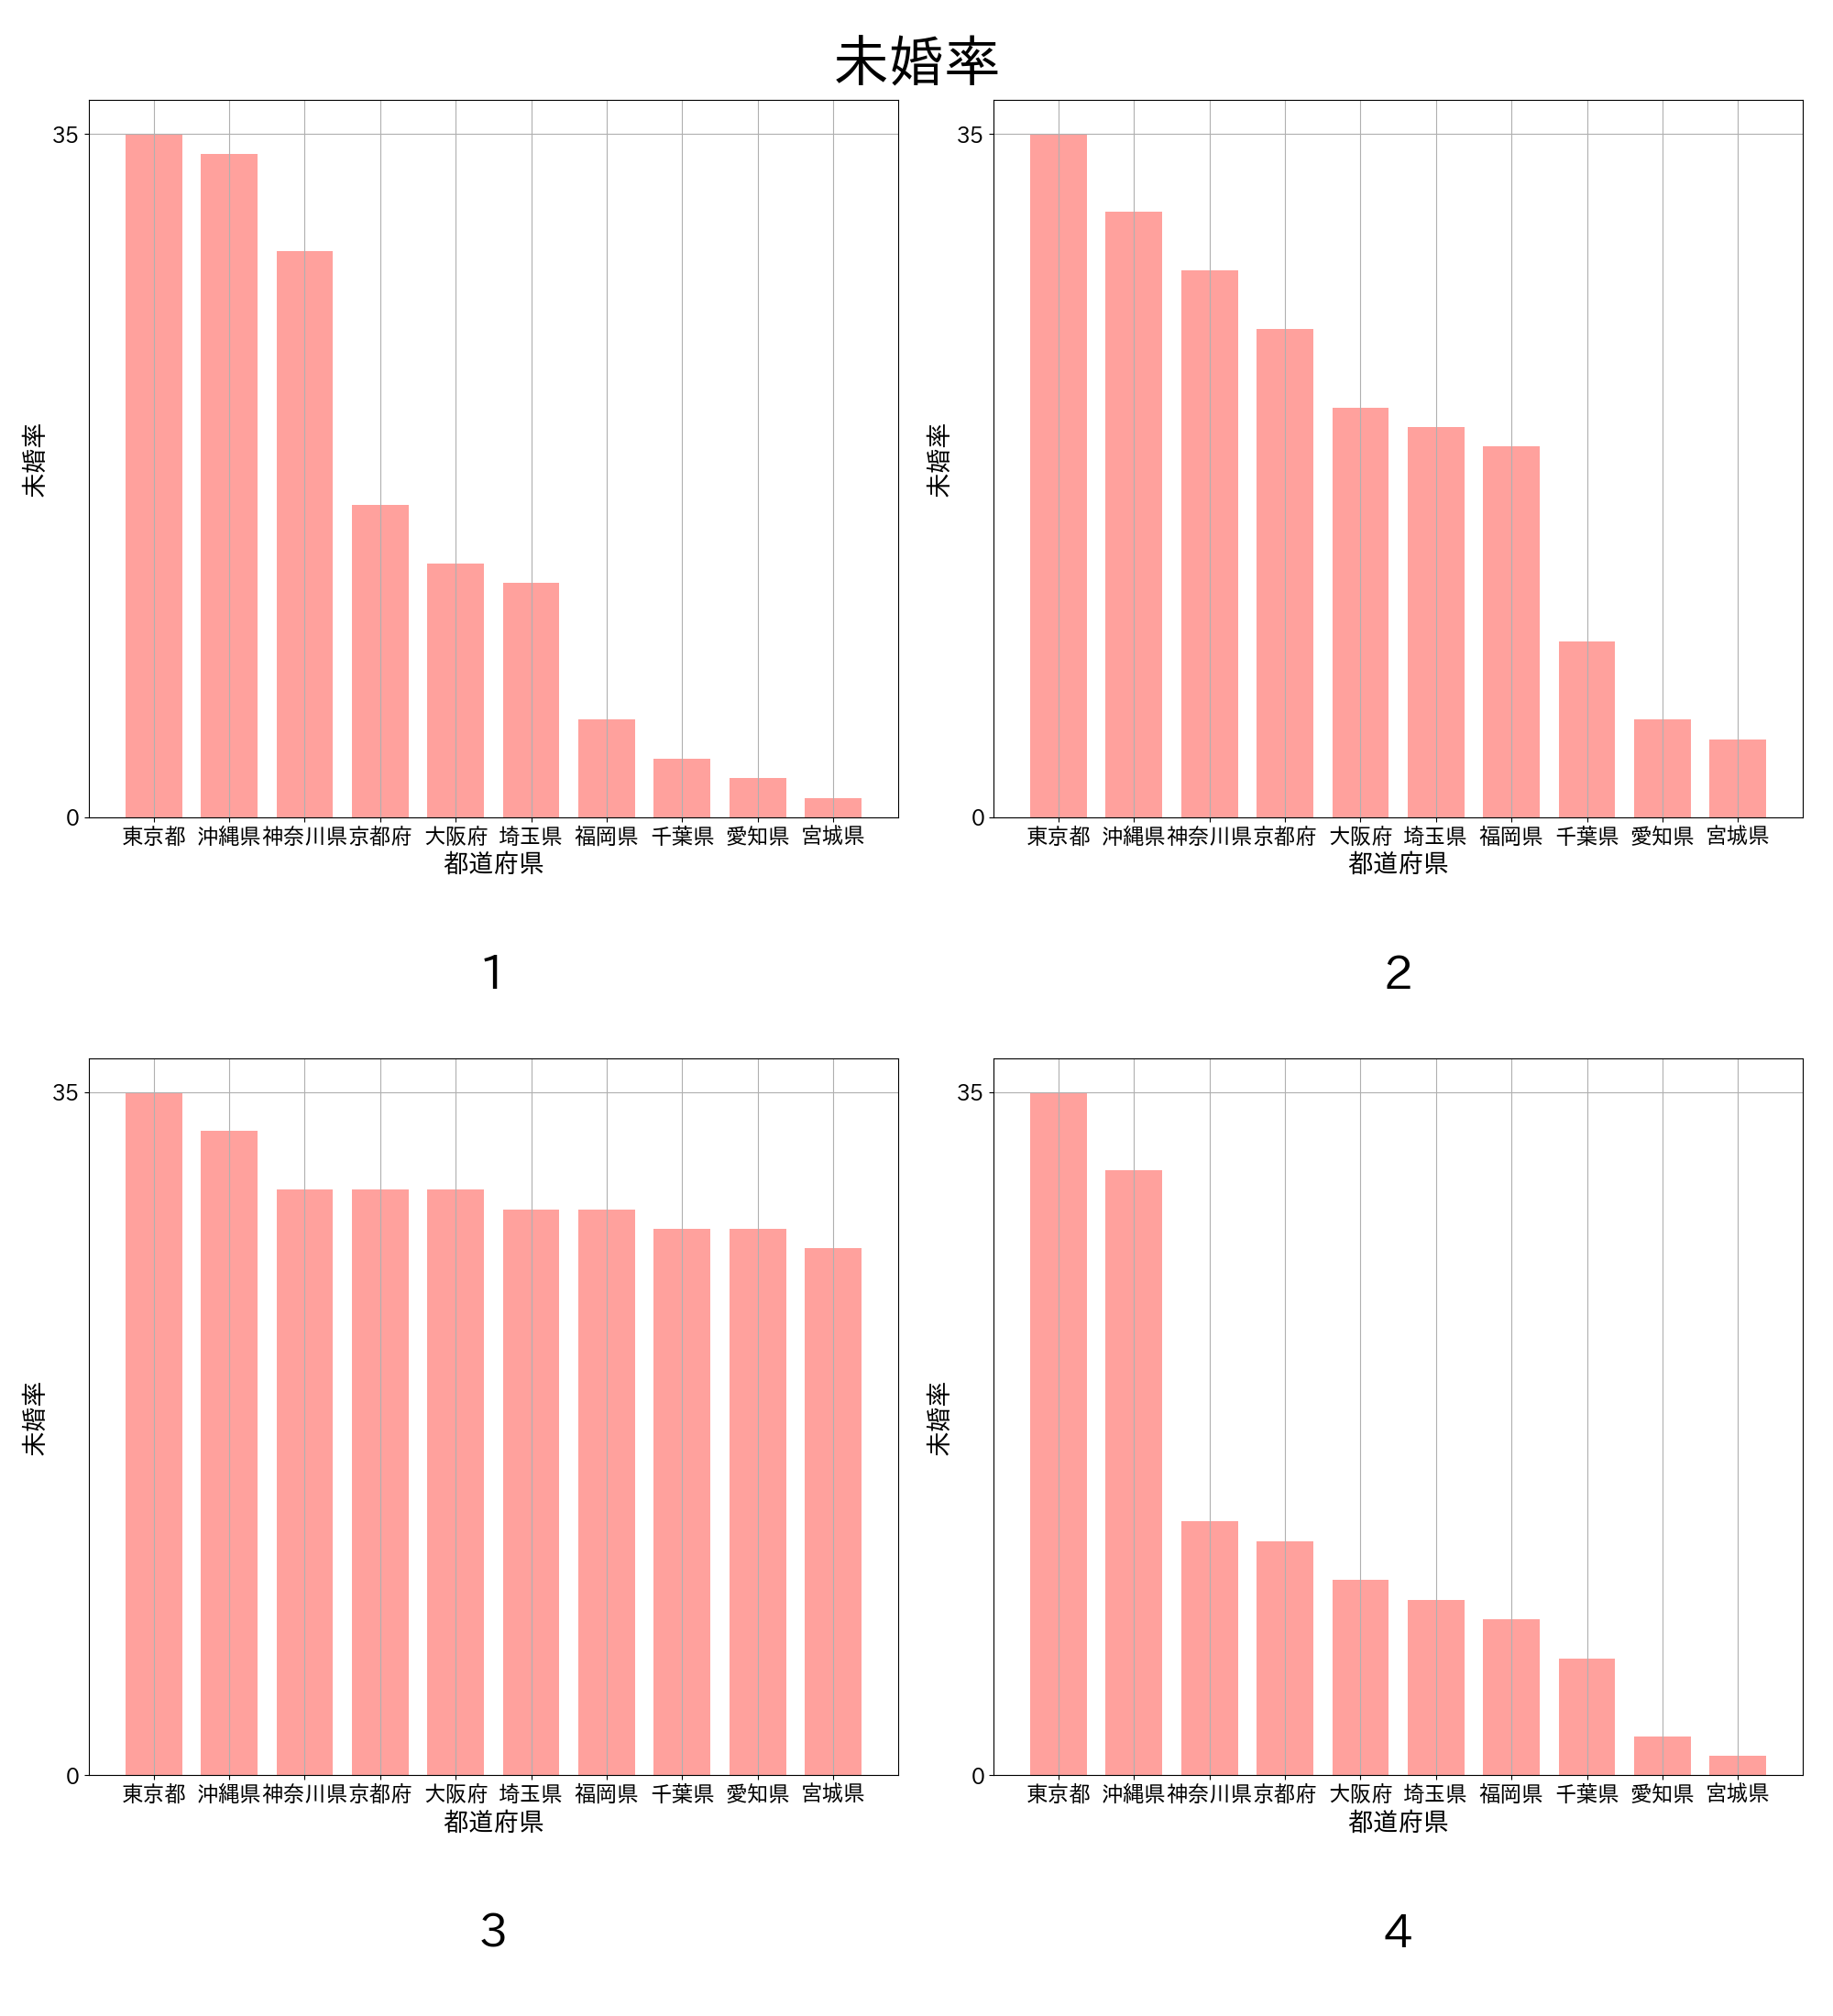 未婚率
35
0
未婚率
東京都 沖縄県 神奈川県 京都府 大阪府 埼玉県 福岡県 千葉県 愛知県 宮城県
都道府県
1
35
0
未婚率
東京都 沖縄県 神奈川県 京都府 大阪府 埼玉県 福岡県 千葉県 愛知県 宮城県
都道府県
2
35
0
未婚率
東京都 沖縄県 神奈川県 京都府 大阪府 埼玉県 福岡県 千葉県 愛知県 宮城県
都道府県
3
35
0
未婚率
東京都 沖縄県 神奈川県 京都府 大阪府 埼玉県 福岡県 千葉県 愛知県 宮城県
都道府県
4